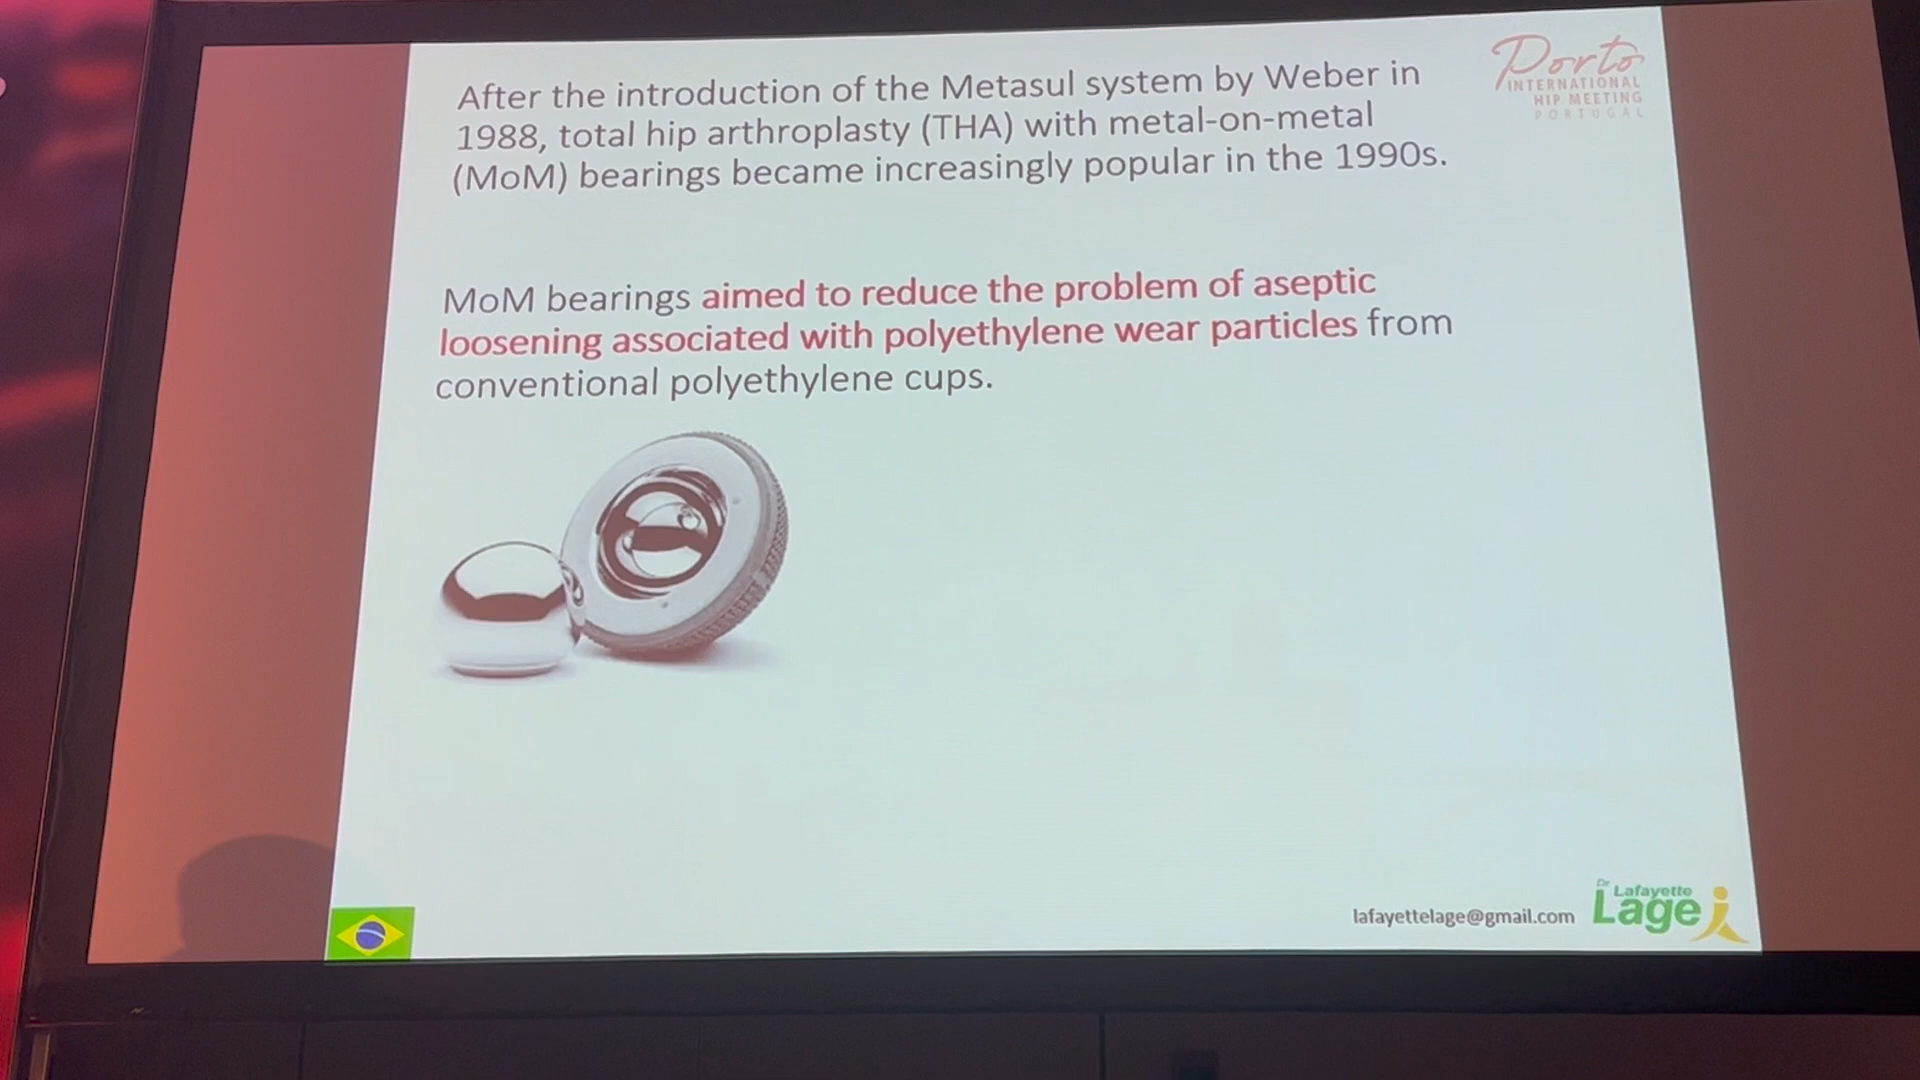 After the introduction of the Metasul system by Weber in
1988, total hip arthroplasty (THA) with metal-on-metal
(MoM) bearings became increasingly popular in the 1990s.
Porto
INTERNATIONAL
HIP MEETING
PORTUGAL
MoM bearings aimed to reduce the problem of aseptic
loosening associated with polyethylene wear particles from
conventional polyethylene cups.
lafayettelage@gmail.com
Dr Lafayette
Lage